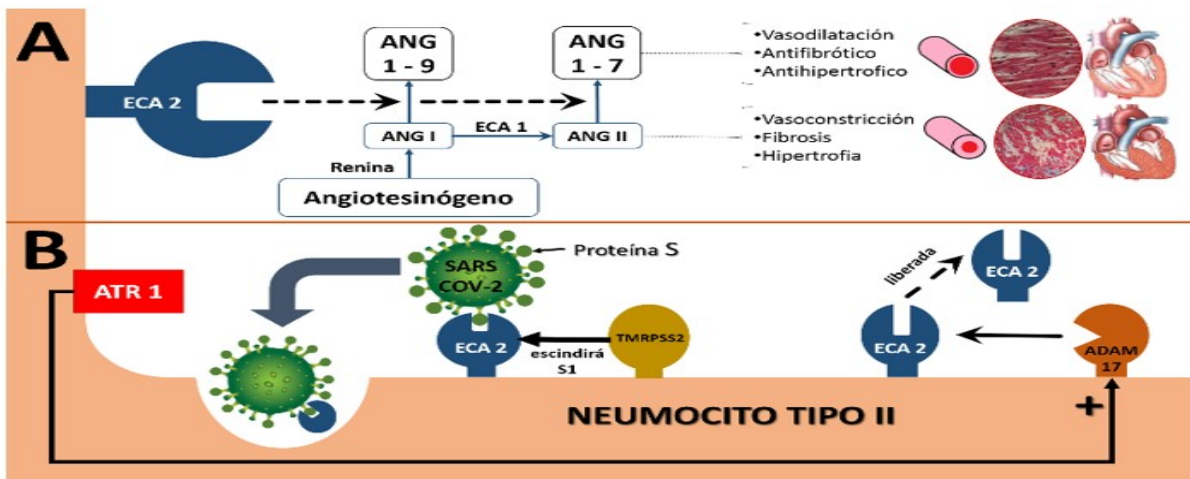 A
ECA 2
ANG
1 - 9
ANG
1 - 7
ANG I
ECA 1
ANG II
Renina
Angiotesinógeno
•Vasodilatación
•Antifibrótico
•Antihipertrofico
•Vasoconstricción
•Fibrosis
•Hipertrofia
B
ATR 1
SARS
COV-2
Proteína S
ECA 2
escindirá
S1
TMRPSS2
ECA 2
liberada
ECA 2
ADAM
17
+
NEUMOCITO TIPO II